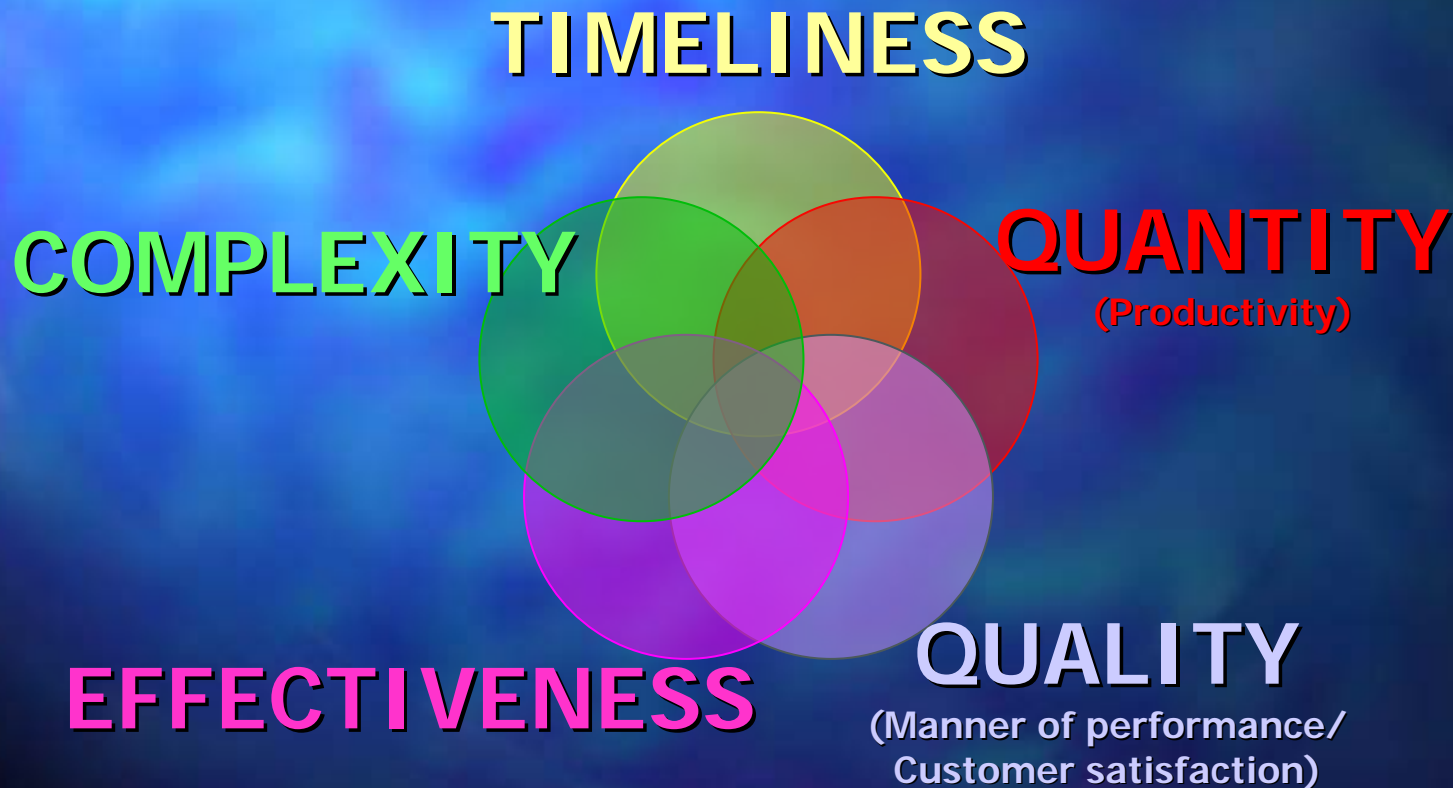 TIMELINESS
COMPLEXITY
QUANTITY
(Productivity)
EFFECTIVENESS
QUALITY
(Manner of performance/
Customer satisfaction)